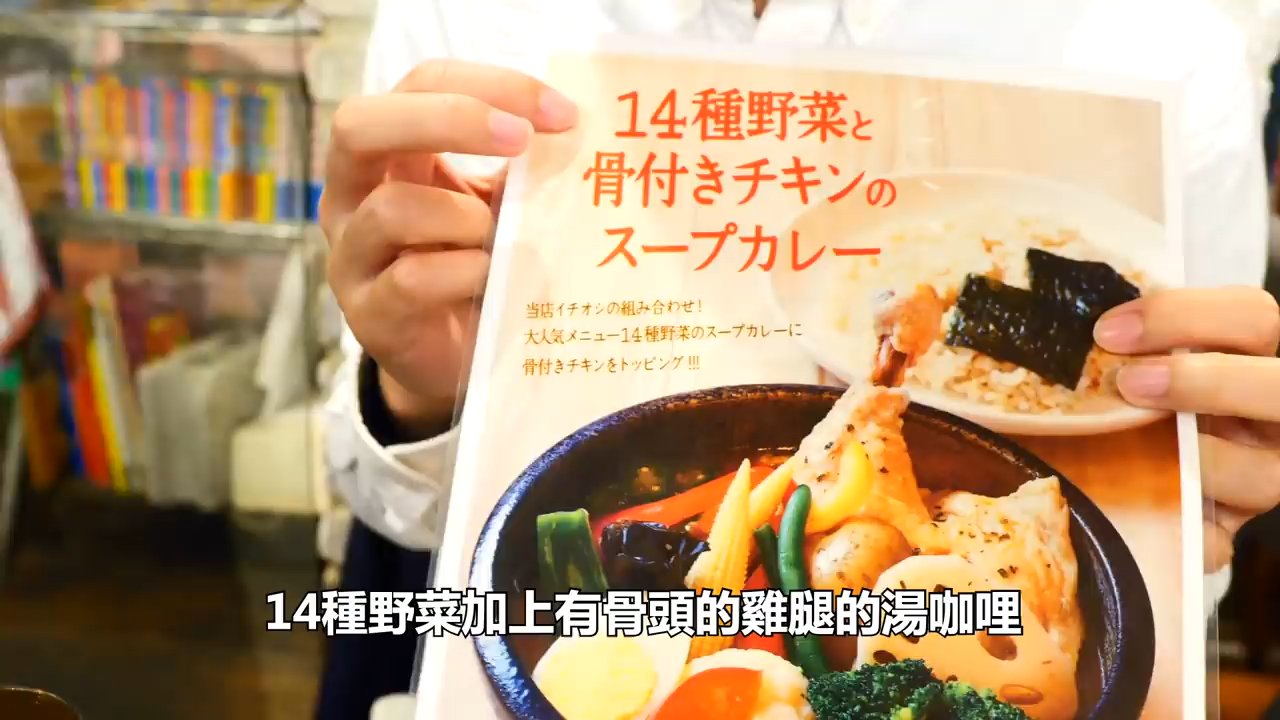 14種野菜と
骨付きチキンの
スープカレー
当店イチオシの組み合わせ!
大人気メニュー14種野菜のスープカレーに
骨付きチキンをトッピング!!!
14種野菜加上有骨頭的雞腿的湯咖哩